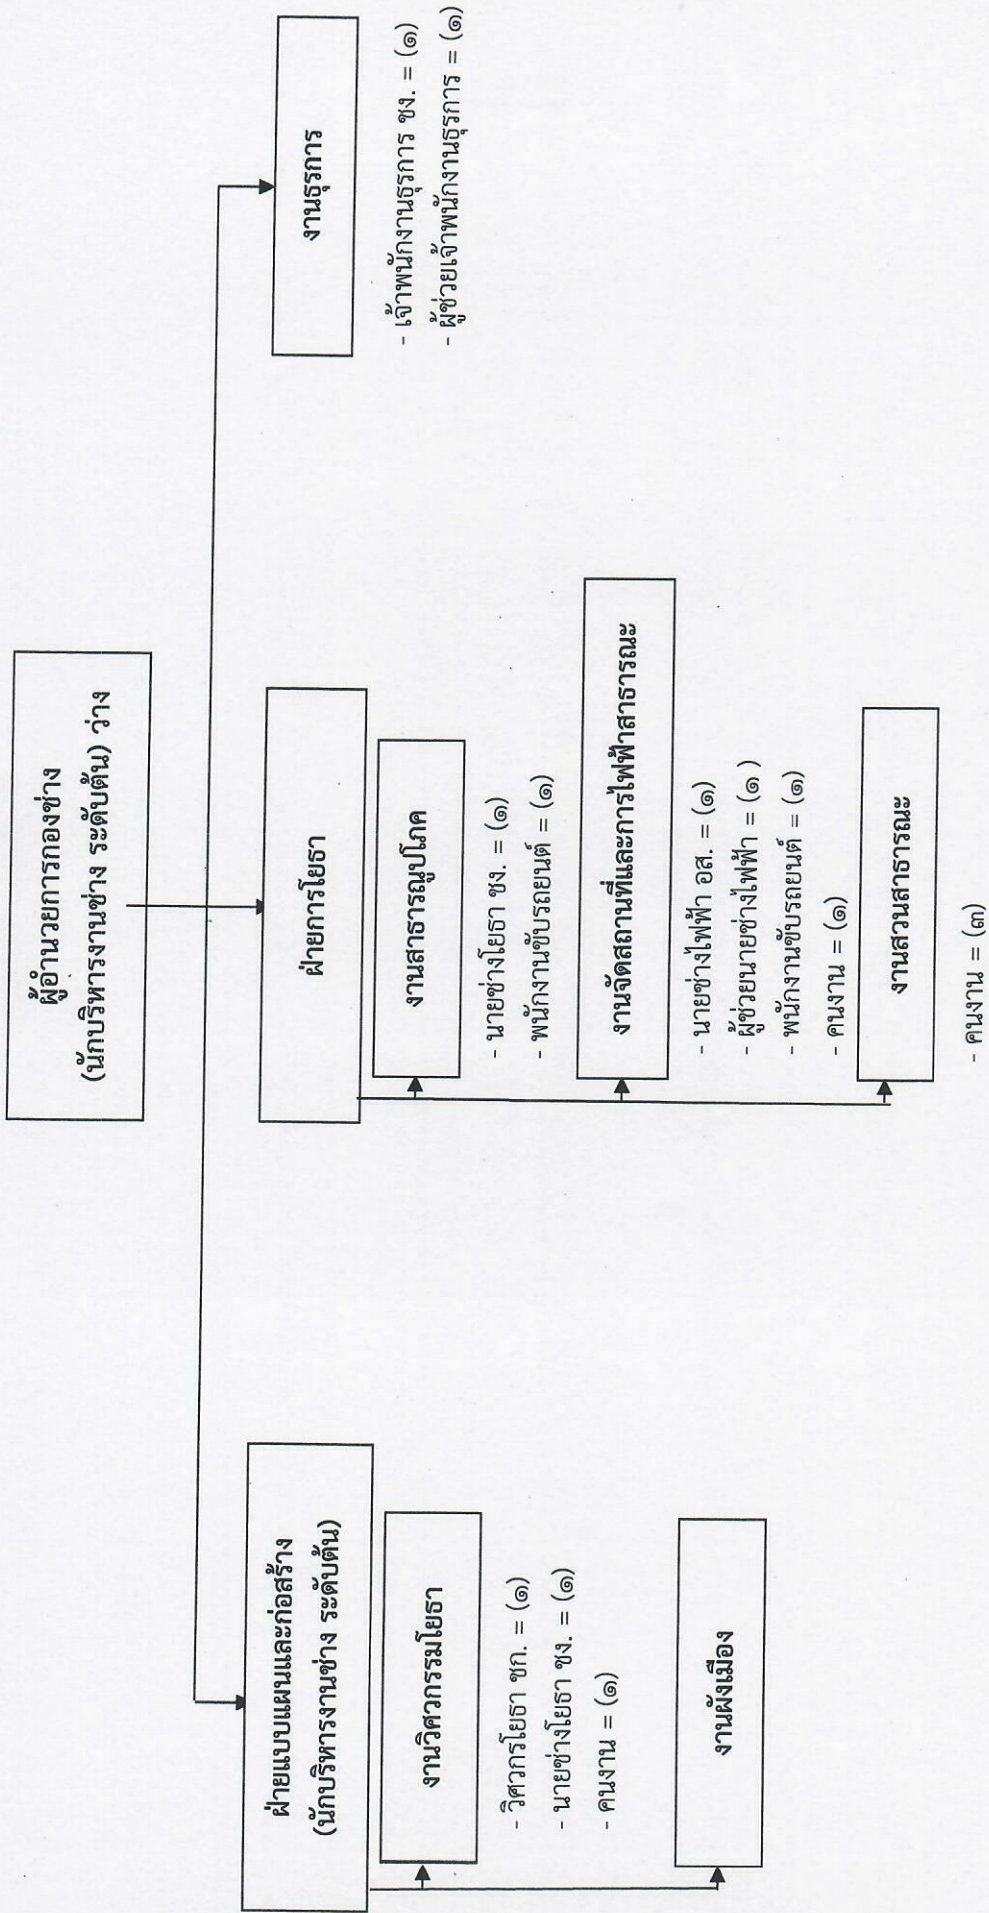 ผู้อำนวยการกองช่าง
(นักบริหารงานช่าง ระดับต้น) ว่าง
ฝ่ายแบบแผนและก่อสร้าง
(นักบริหารงานช่าง ระดับต้น)
งานวิศวกรรมโยธา
- วิศวกรโยธา ชก. = (๑)
- นายช่างโยธา ชง. = (๑)
- คนงาน = (๑)
งานผังเมือง
ฝ่ายการโยธา
งานสาธารณูปโภค
- นายช่างโยธา ชง. = (๑)
- พนักงานขับรถยนต์ = (๑)
งานจัดสถานที่และการไฟฟ้าสาธารณะ
- นายช่างไฟฟ้า อส. = (๑)
- ผู้ช่วยนายช่างไฟฟ้า = (๑ )
- พนักงานขับรถยนต์ = (๑)
- คนงาน = (๑)
งานสวนสาธารณะ
- คนงาน = (๓)
งานธุรการ
- เจ้าพนักงานธุรการ ชง. = (๑)
- ผู้ช่วยเจ้าพนักงานธุรการ = (๑)